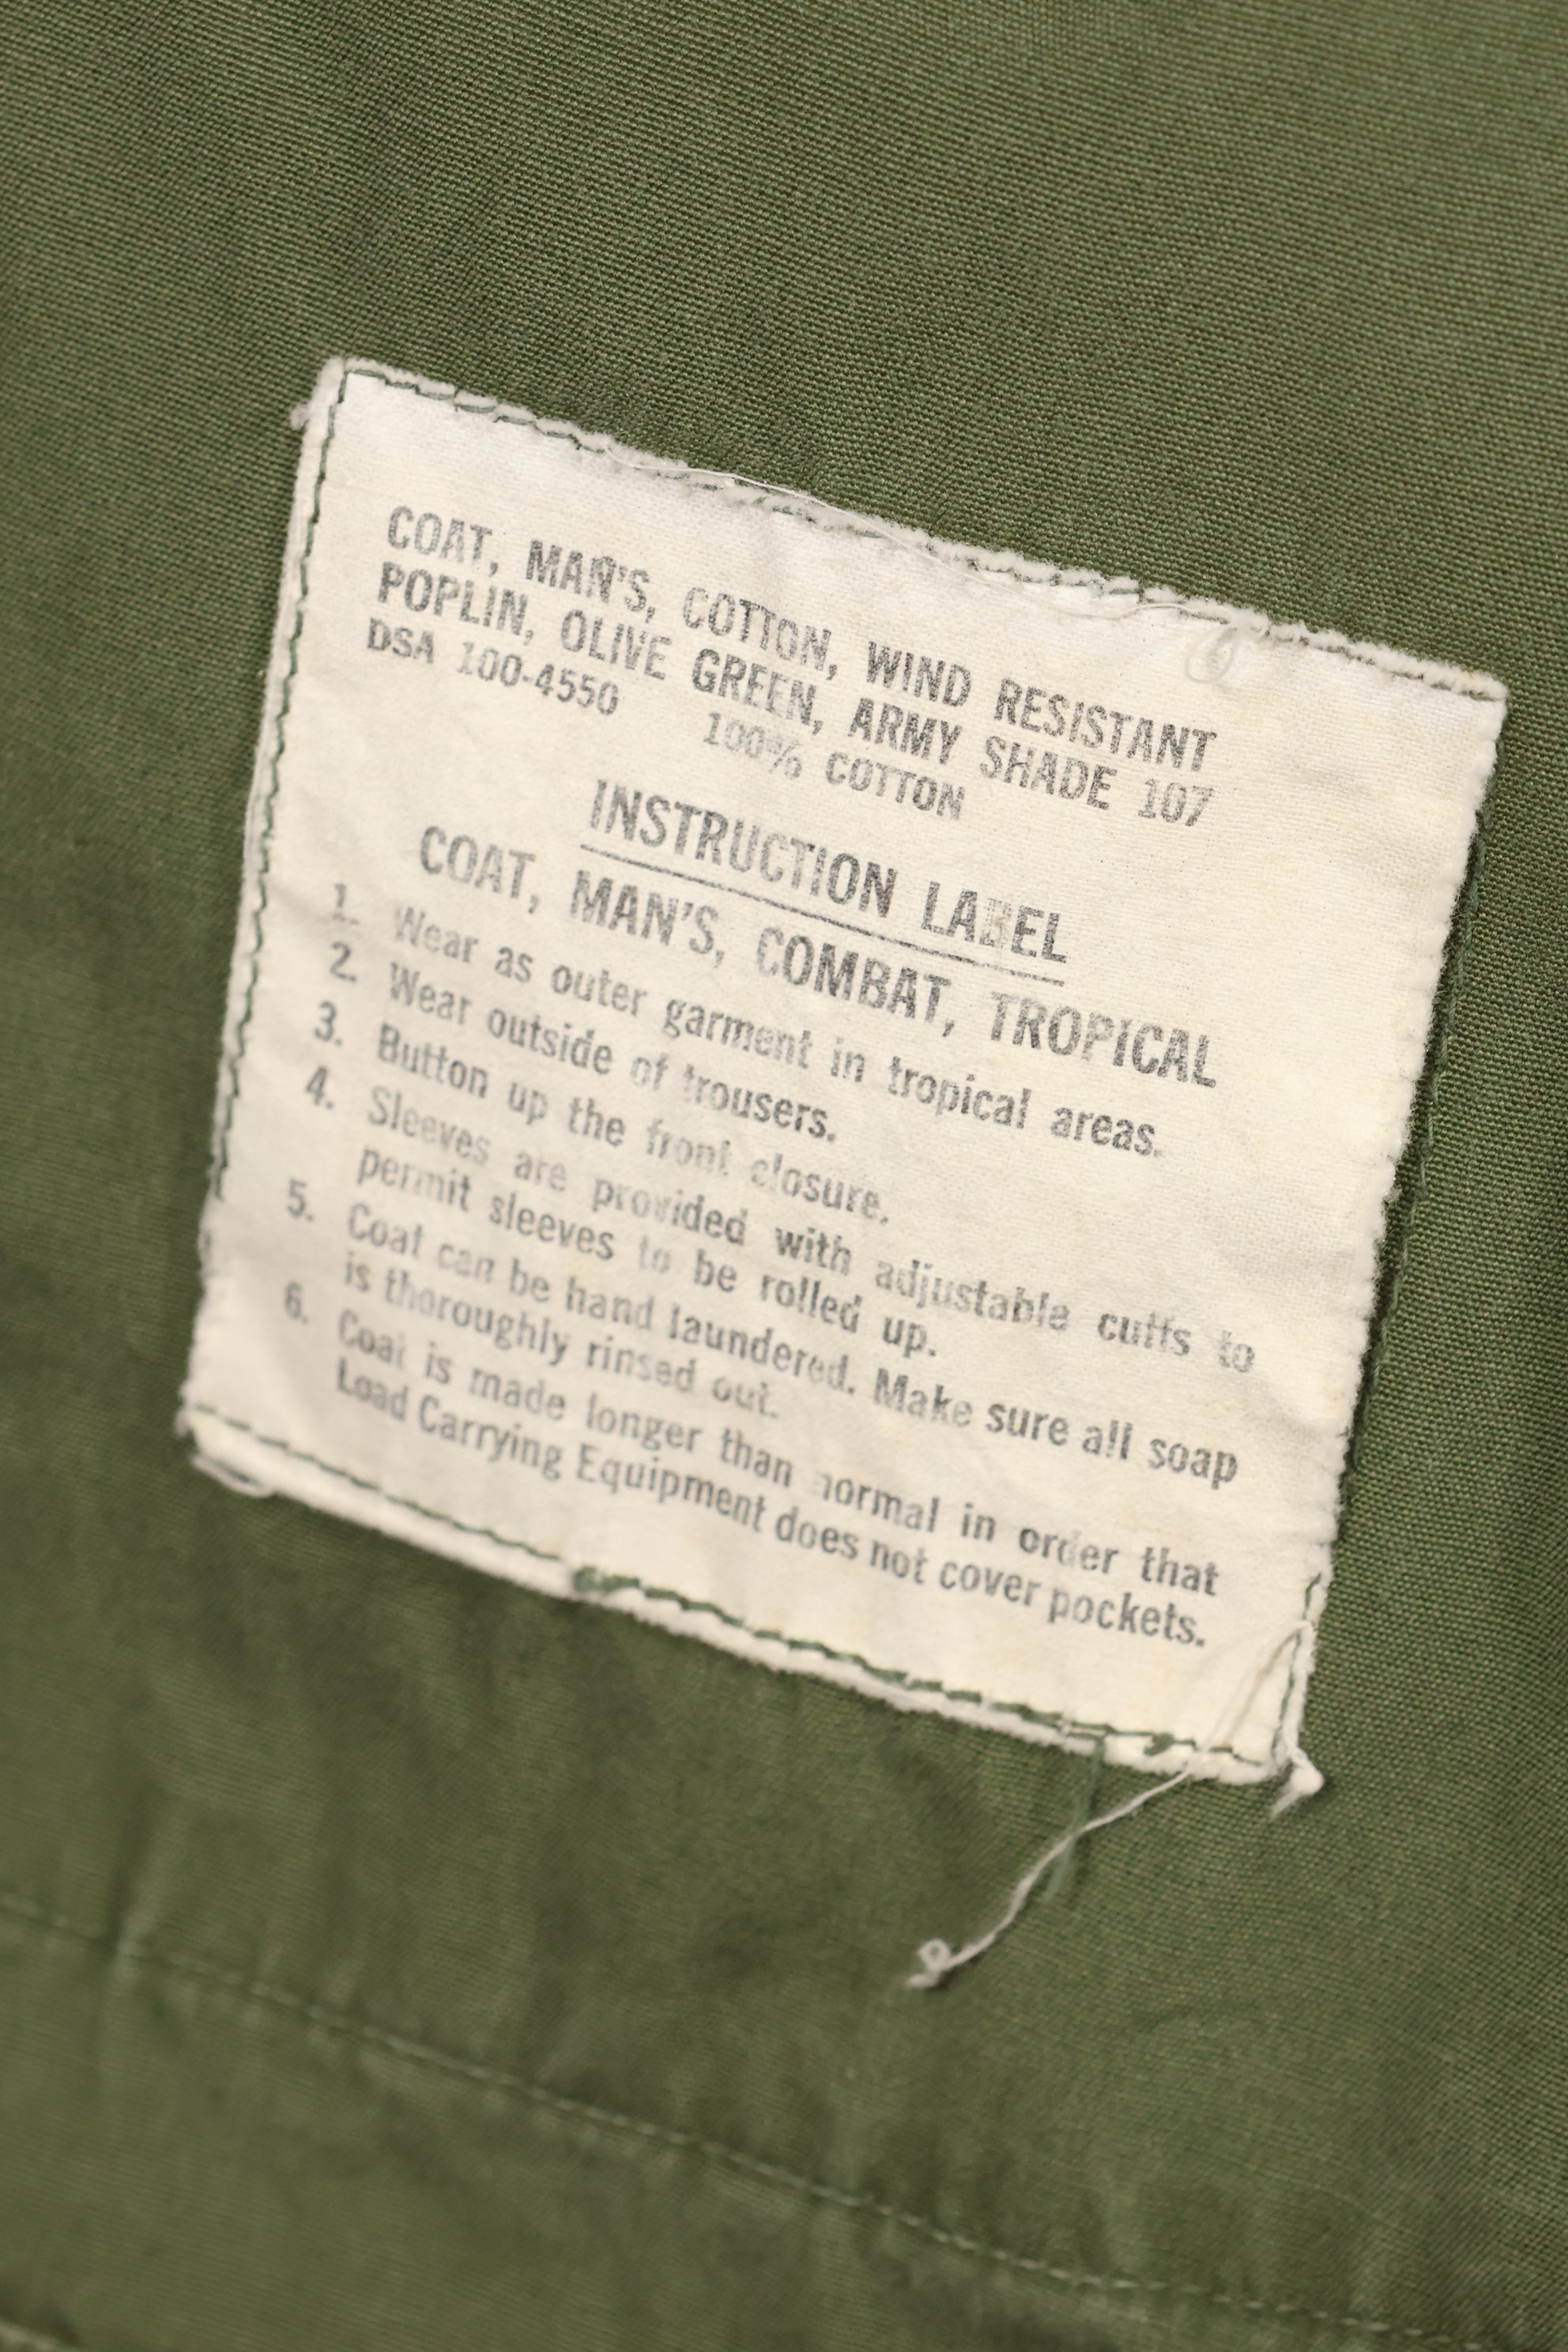 COAT, MAN'S, COTTON, WIND RESISTANT
POPLIN, OLIVE GREEN, ARMY SHADE 107
DSA 100-4550 100% COTTON
INSTRUCTION LABEL
COAT, MAN'S, COMBAT, TROPICAL
1. Wear as outer garment in tropical areas.
2. Wear outside of trousers.
3. Button up the front closure.
4. Sleeves are provided with adjustable cuffs to
permit sleeves to be rolled up.
5. Coat can be hand laundered. Make sure all soap
is thoroughly rinsed out.
6. Coat is made longer than normal in order that
Load Carrying Equipment does not cover pockets.